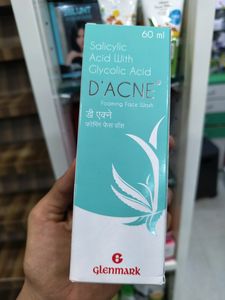 60 ml
Salicylic
Acid With
Glycolic Acid
D'ACNE
Foaming Face Wash
डी एक्ने
फोमिंग फेस वॉश
G
Glenmark